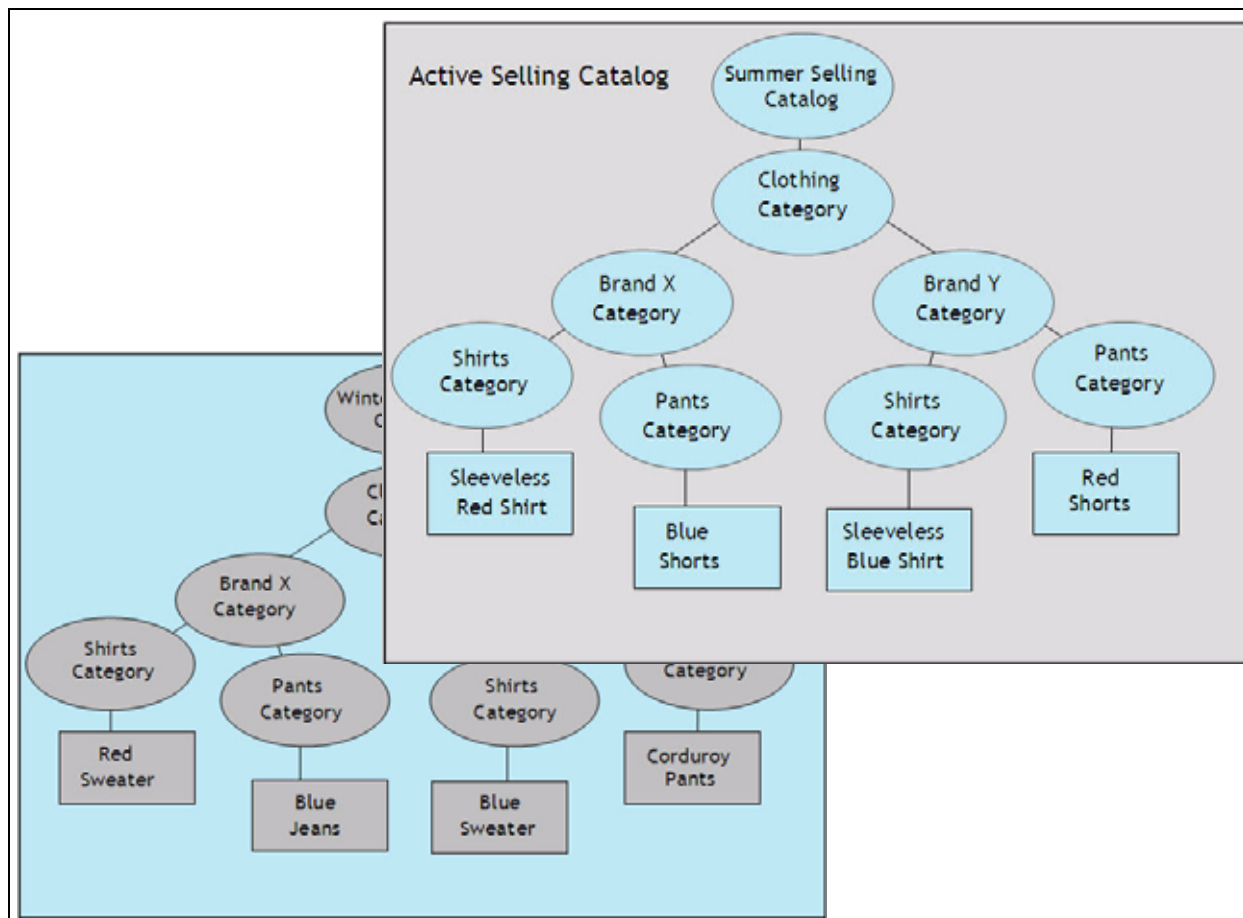 Active Selling Catalog
Summer Selling
Catalog
Clothing
Category
Brand X
Category
Brand Y
Category
Shirts
Category
Pants
Category
Shirts
Category
Pants
Category
Sleeveless
Red Shirt
Blue
Shorts
Sleeveless
Blue Shirt
Red
Shorts
Brand X
Category
Shirts
Category
Pants
Category
Shirts
Category
Category
Red
Sweater
Blue
Jeans
Blue
Sweater
Corduroy
Pants